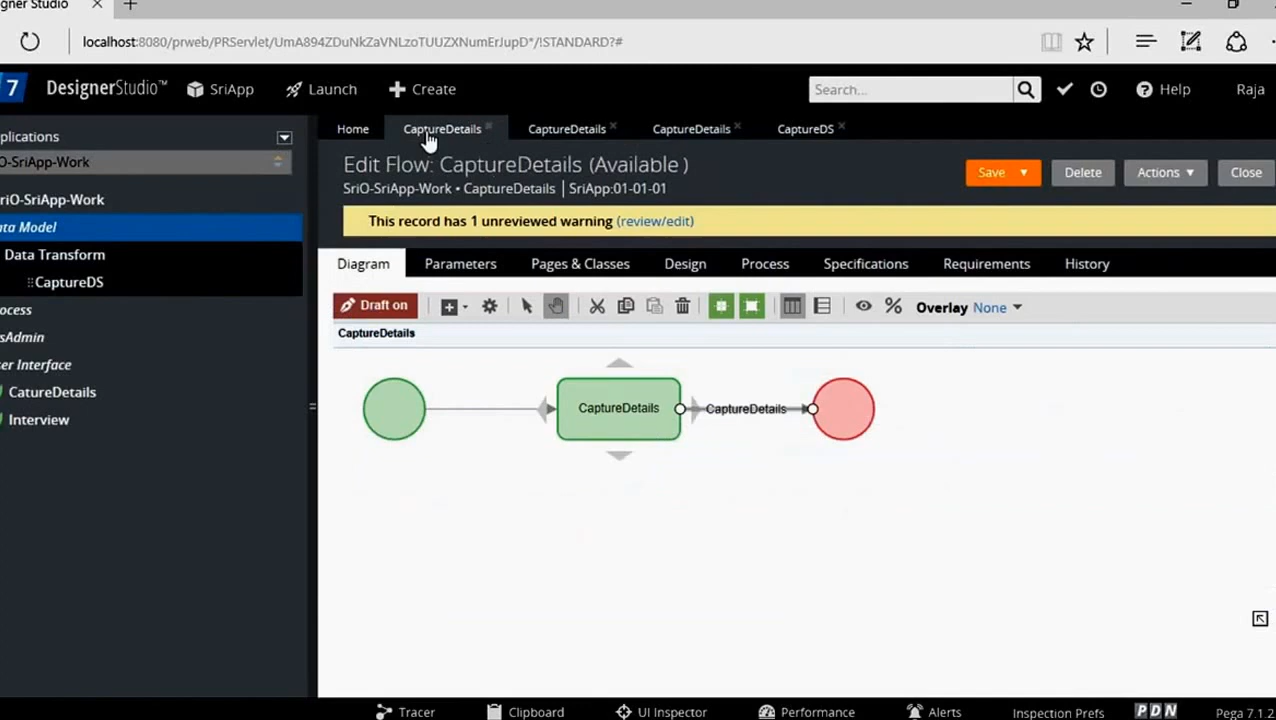 signer Studio
localhost:8080/prweb/PRServlet/UmA894ZDuNkZaVNLzoTUUZXNumErJupD*/!STANDARD?#
7 DesignerStudio™ SriApp Launch Create Search... Help Raja
pplications
O-SriApp-Work
riO-SriApp-Work
ata Model
Data Transform
CaptureDS
ocess
sAdmin
ser Interface
CatureDetails
Interview
Home CaptureDetails CaptureDetails CaptureDetails CaptureDS
Edit Flow: CaptureDetails (Available )
SriO-SriApp-Work • CaptureDetails | SriApp:01-01-01
Save Delete Actions Close
This record has 1 unreviewed warning (review/edit)
Diagram Parameters Pages & Classes Design Process Specifications Requirements History
Draft on Overlay None
CaptureDetails
CaptureDetails CaptureDetails
Tracer Clipboard UI Inspector Performance Alerts Inspection Prefs PDN Pega 7.1.2